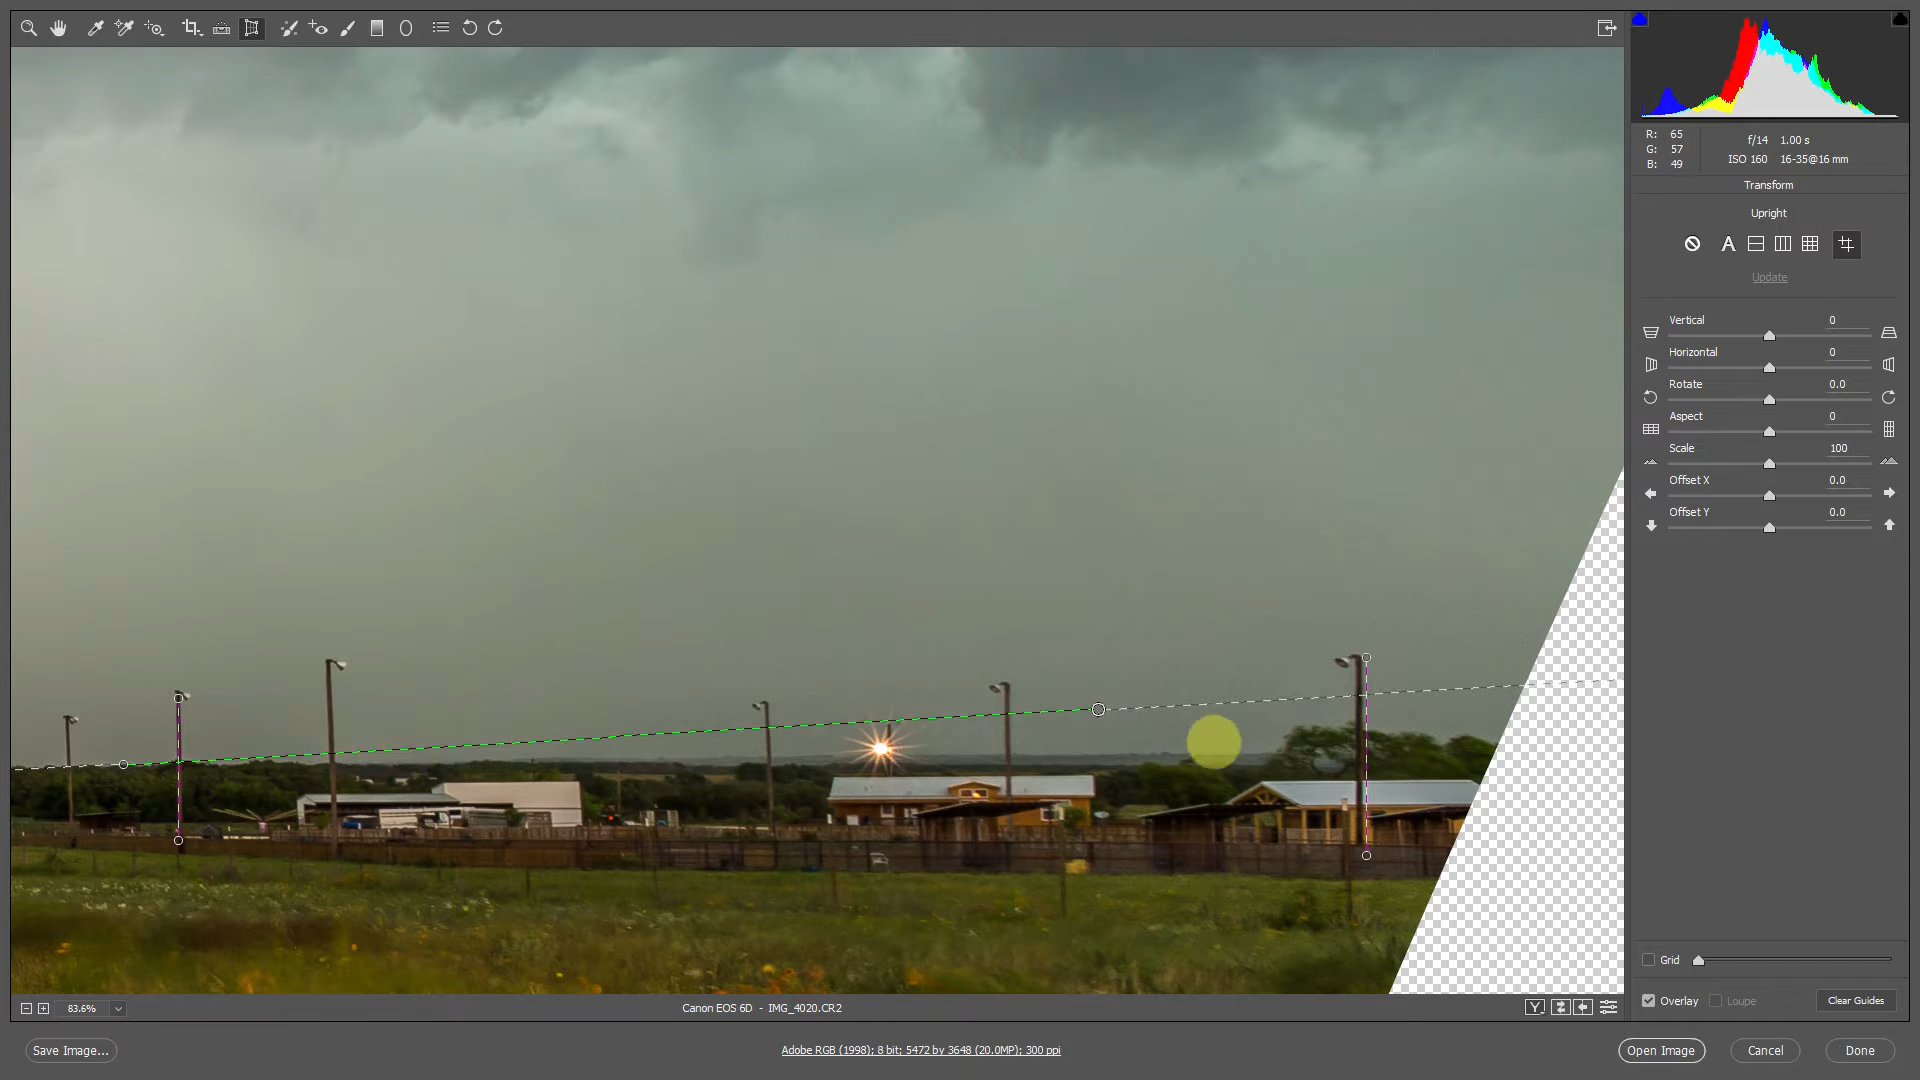 R: 65
G: 57
B: 49
f/14 1.00 s
ISO 160 16-35@16 mm
Transform
Upright
A
Update
Vertical 0
Horizontal 0
Rotate 0.0
Aspect 0
Scale 100
Offset X 0.0
Offset Y 0.0
Grid
Overlay Loupe Clear Guides
83.6% Canon EOS 6D - IMG_4020.CR2 Y
Save Image... Adobe RGB (1998); 8 bit; 5472 by 3648 (20.0MP); 300 ppi Open Image Cancel Done